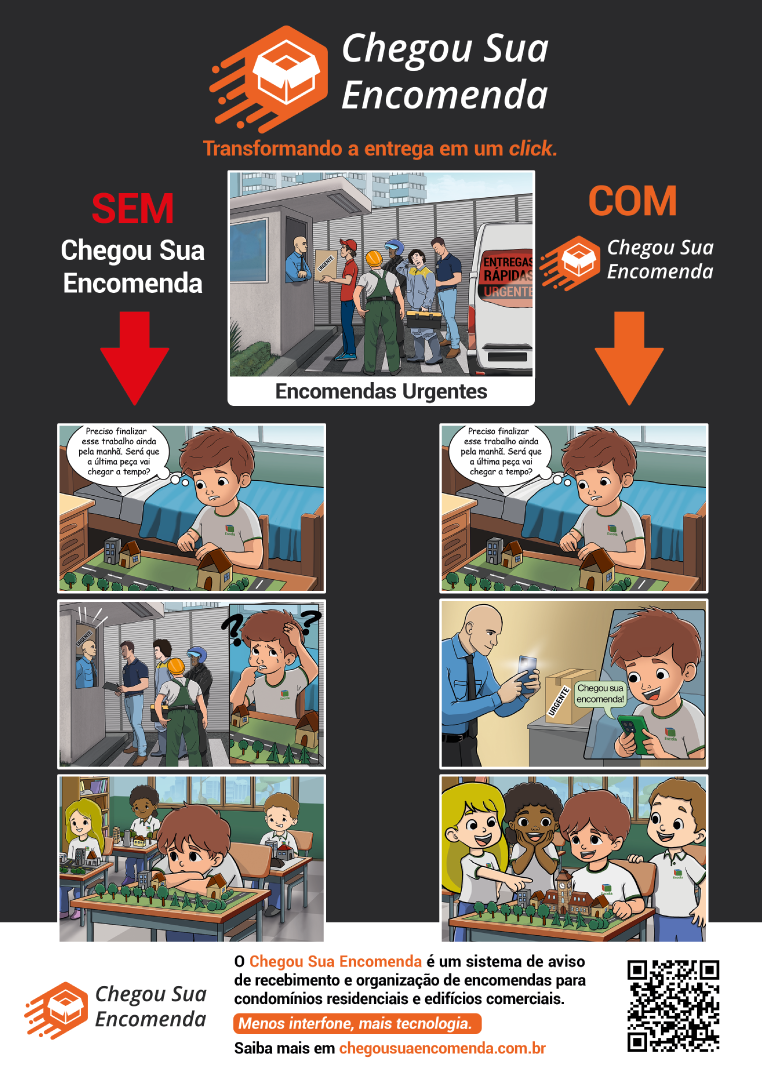 Chegou Sua
Encomenda
Transformando a entrega em um click.
SEM
Chegou Sua
Encomenda
COM
Chegou Sua
Encomenda
URGENTE
ENTREGAS
RÁPIDAS
URGENTE
Encomendas Urgentes
Preciso finalizar
esse trabalho ainda
pela manhã. Será que
a última peça vai
chegar a tempo?
Preciso finalizar
esse trabalho ainda
pela manhã. Será que
a última peça vai
chegar a tempo?
URGENTE
? ?
URGENTE
Chegou sua
encomenda!
O Chegou Sua Encomenda é um sistema de aviso
de recebimento e organização de encomendas para
condomínios residenciais e edifícios comerciais.
Menos interfone, mais tecnologia.
Saiba mais em chegousuaencomenda.com.br
Chegou Sua
Encomenda